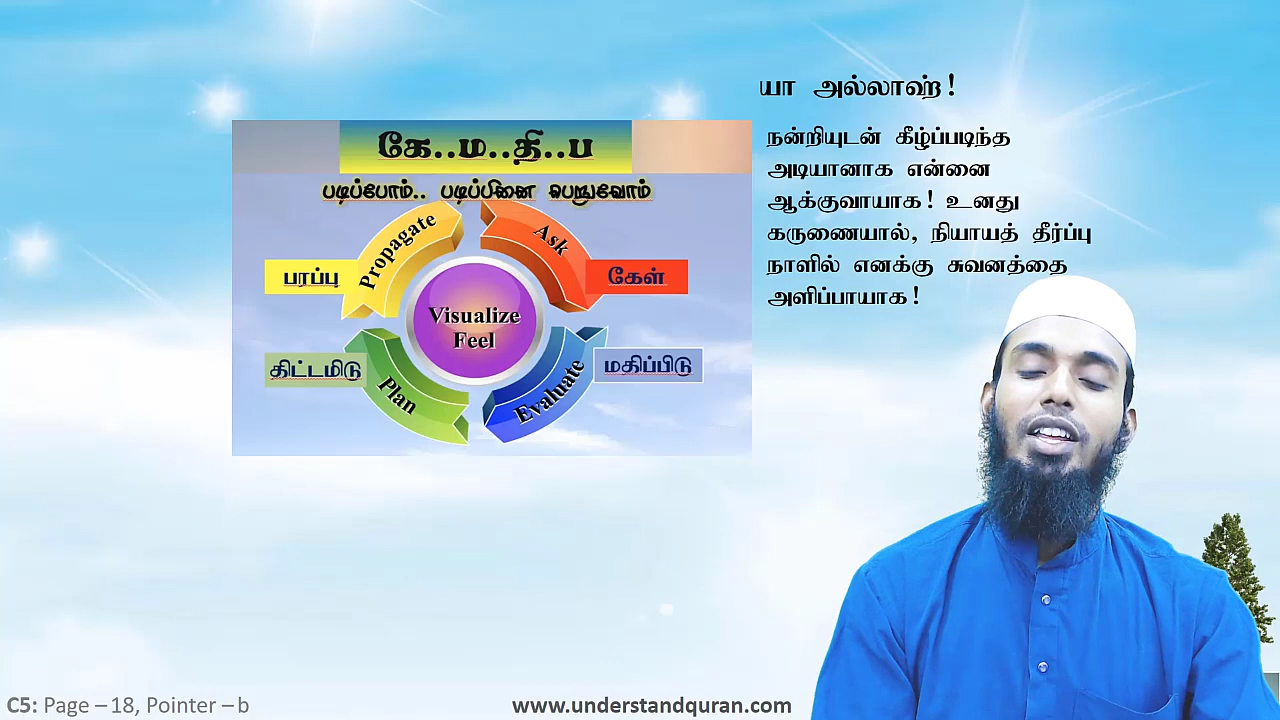 யா அல்லாஹ்!
நன்றியுடன் கீழ்ப்படிந்த
அடியானாக என்னை
ஆக்குவாயாக! உனது
கருணையால், நியாயத் தீர்ப்பு
நாளில் எனக்கு சுவனத்தை
அளிப்பாயாக!
கே..ம..தி..ப
படிப்போம்.. படிப்பினை பெறுவோம்
Propagate
Ask
பரப்பு
கேள்
Visualize
Feel
திட்டமிடு
மதிப்பிடு
Plan
Evaluate
C5: Page – 18, Pointer – b
www.understandquran.com